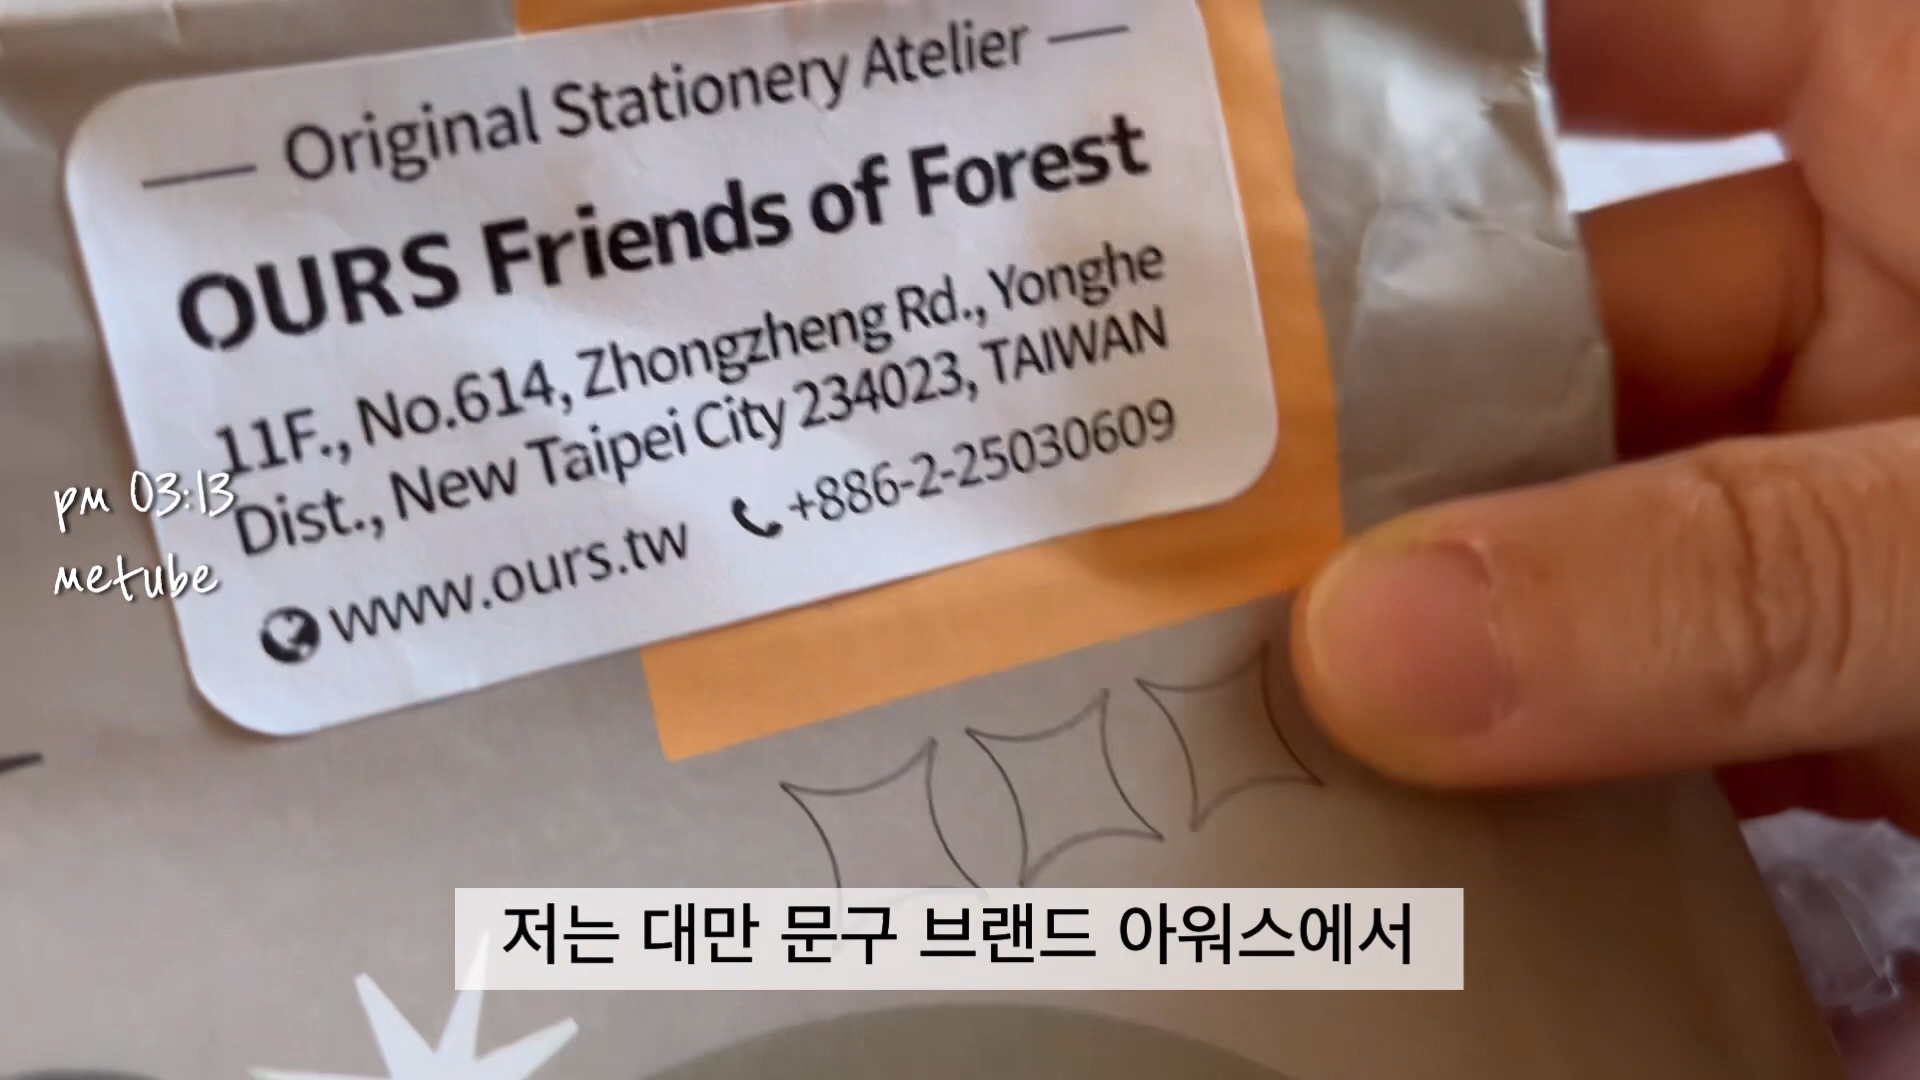 Original Stationery Atelier
OURS Friends of Forest
11F., No.614, Zhongzheng Rd., Yonghe
Dist., New Taipei City 234023, TAIWAN
www.ours.tw +886-2-25030609
pm 03:13
metube
저는 대만 문구 브랜드 아워스에서